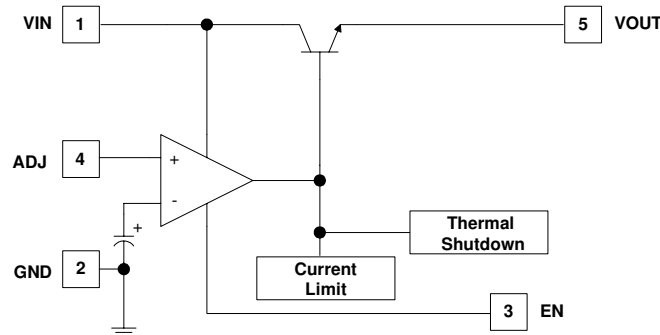 VIN 1
5 VOUT
ADJ 4
+
-
+
GND 2
Thermal
Shutdown
Current
Limit
3 EN